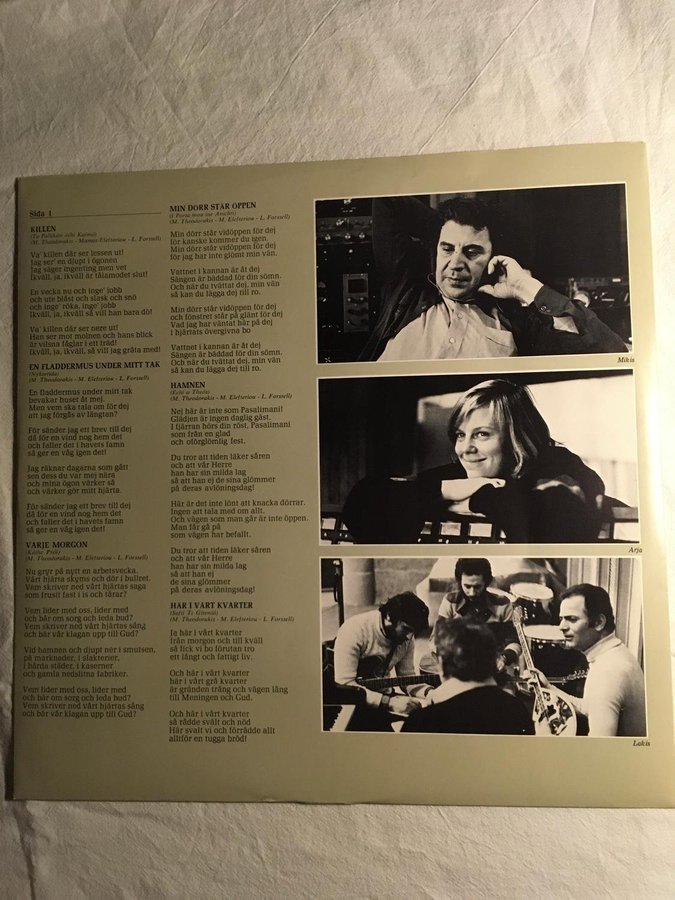 Sida 1
KILLEN
(To Palikári échi Kaimó)
(M. Theodorakis - Manos Eleftériou - L. Forssell)
Va' killen där ser lessen ut!
Jag ser' en djupt i ögonen
Jag säger ingenting men vet
Ikväll, ja, ikväll är tålamodet slut!
En vecka nu och inge' jobb
och ute blåst och slask och snö
och inge' röka, inge' jobb
Ikväll, ja, ikväll så vill han bara dö!
Va' killen där ser nere ut!
Han ser mot molnen och hans blick
är vilsna fåglar i ett träd!
Ikväll, ja, ikväll, så vill jag gråta med!
EN FLADDERMUS UNDER MITT TAK
(Nykterída)
(M. Theodorakis - M. Elefteriou - L. Forssell)
En fladdermus under mitt tak
bevakar huset åt mej.
Men vem ska tala om för dej
att jag förgås av längtan?
För sänder jag ett brev till dej
då för en vind nog hem det
och faller det i havets famn
så ger en våg igen det!
Jag räknar dagarna som gått
sen dess du var mej nära
och mina ögon värker så
och värker gör mitt hjärta.
För sänder jag ett brev till dej
då för en vind nog hem det
och faller det i havets famn
så ger en våg igen det!
VARJE MORGON
(Káthe Proí)
(M. Theodorakis - M. Elefteriou - L. Forssell)
Nu gryr på nytt en arbetsvecka.
Vårt hjärta skyms och dör i bullret.
Vem skriver ned vårt hjärtas saga
som frusit fast i is och tårar?
Vem lider med oss, lider med
och bär om sorg och leda bud?
Vem skriver ned vårt hjärtas sång
och bär vår klagan upp till Gud?
Vid hamnen och djupt ner i smutsen,
på marknader, i slakterier,
i hårda städer, i kaserner
och gamla nedslitna fabriker.
Vem lider med oss, lider med
och bär om sorg och leda bud?
Vem skriver ned vårt hjärtas sång
och bär vår klagan upp till Gud?
MIN DÖRR STÅR ÖPPEN
(I Porta mou ine Anichti)
(M. Theodorakis - M. Elefteriou - L. Forssell)
Min dörr står vidöppen för dej
för kanske kommer du igen.
Min dörr står vidöppen för dej
för jag har inte glömt min vän.
Vattnet i kannan är åt dej
Sängen är bäddad för din sömn.
Och när du tvättat dej, min vän
så kan du lägga dej till ro.
Min dörr står vidöppen för dej
och fönstret står på glänt för dej
Vad jag har väntat här på dej
i hjärtats övergivna bo
Vattnet i kannan är åt dej
Sängen är bäddad för din sömn.
Och när du tvättat dej, min vän
så kan du lägga dej till ro.
HAMNEN
(M. Theodorakis - M. Elefteriou - L. Forssell)
Nej här är inte som Pasalimani!
Glädjen är ingen daglig gäst.
I fjärran hörs din röst, Pasalimani
som från en glad
och oförglömlig fest.
Du tror att tiden läker såren
och att vår Herre
han har sin milda lag
så att han ej de sina glömmer
på deras avlöningsdag!
Här är det inte lönt att knacka dörrar.
Ingen att tala med om allt.
Och vägen som man går är inte öppen.
Man får gå på
som vägen har befallt.
Du tror att tiden läker såren
och att vår Herre
han har sin milda lag
så att han ej
de sina glömmer
på deras avlöningsdag!
HÄR I VÅRT KVARTER
(M. Theodorakis - M. Elefteriou - L. Forssell)
Ja här i vårt kvarter
från morgon och till kväll
så fick vi bo förutan tro
ett långt och fattigt liv.
Och här i vårt kvarter
här i vårt grå kvarter
är gränden trång och vägen lång
till Meningen och Gud.
Och här i vårt kvarter
så rådde svält och nöd
Här svalt vi och förrådde allt
alltför en tugga bröd!
Mikis
Arja
Lakis